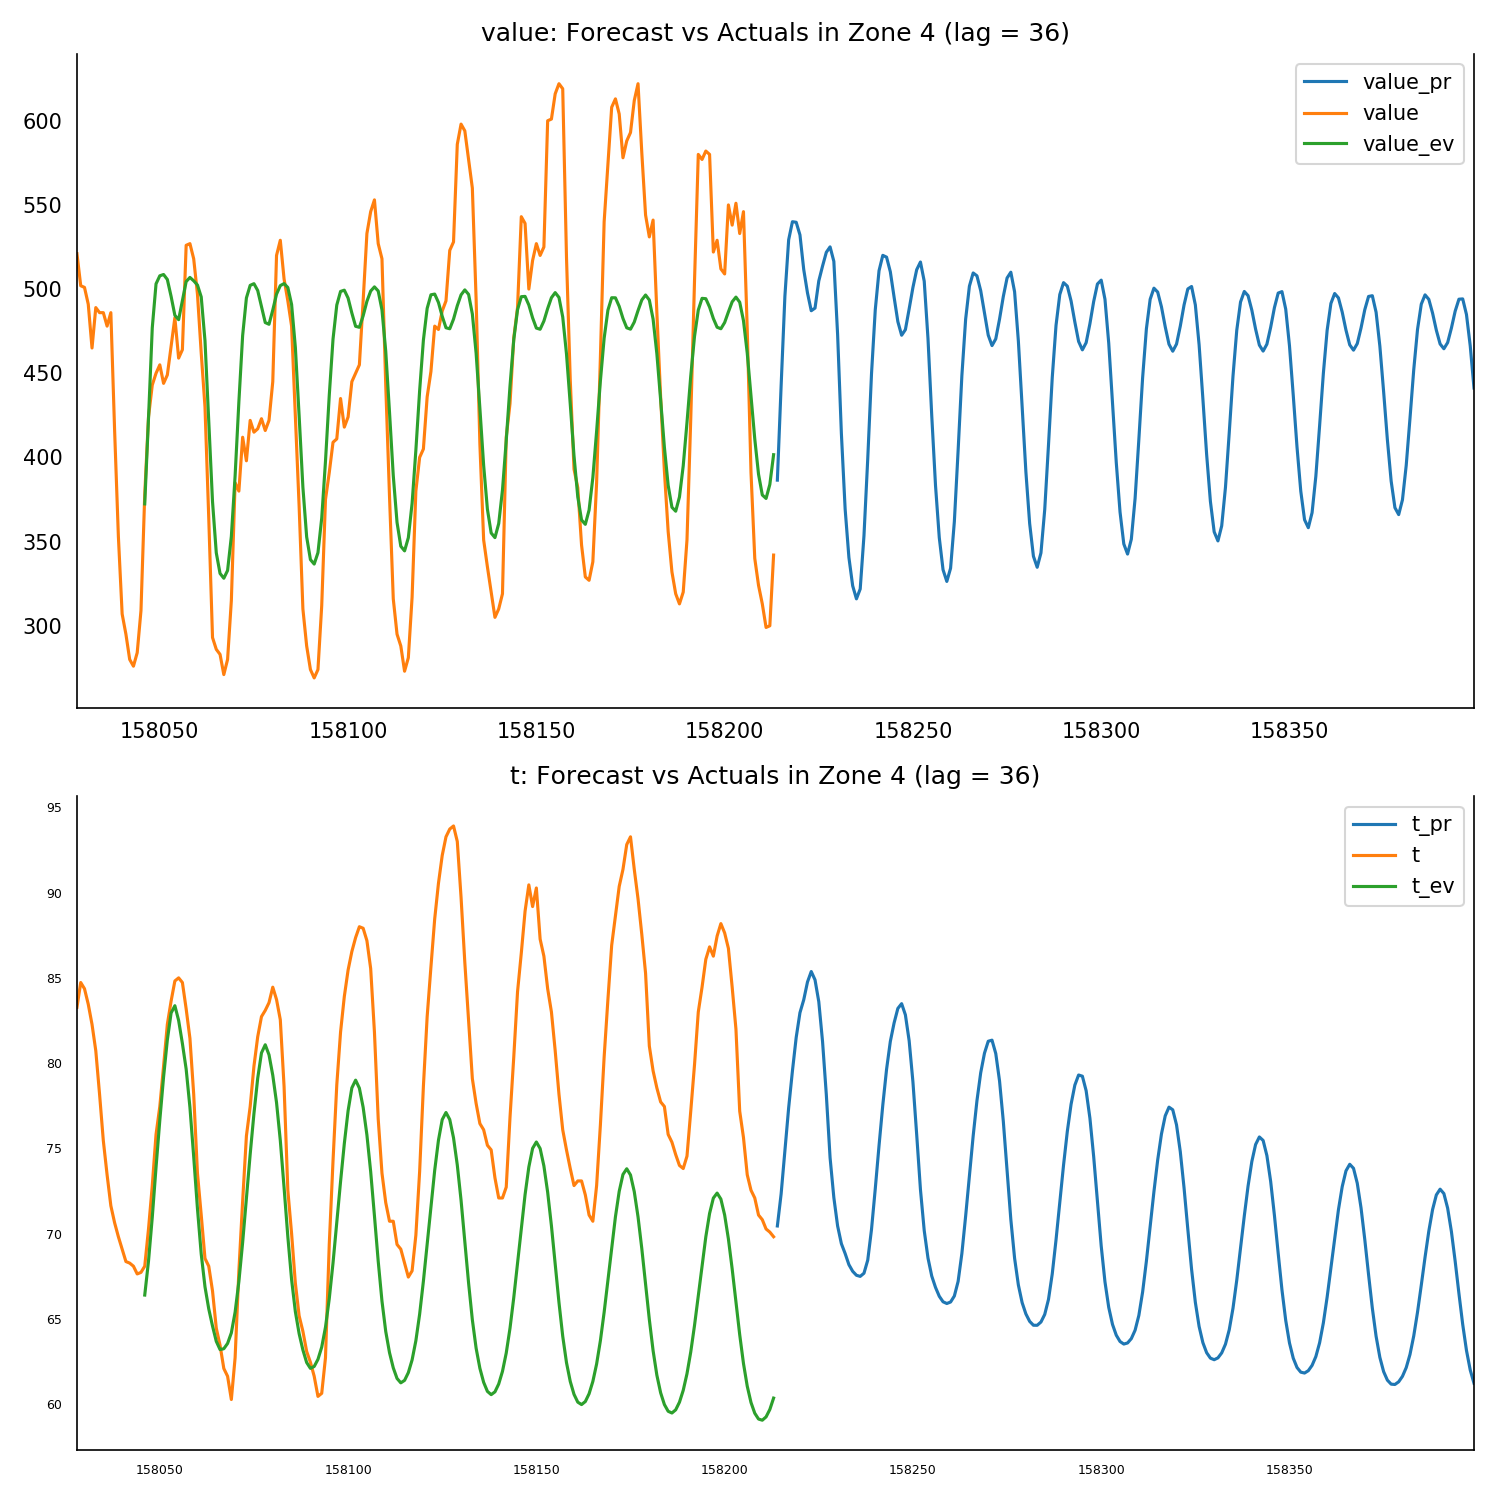 value: Forecast vs Actuals in Zone 4 (lag = 36)
value_pr
value
value_ev
600
550
500
450
400
350
300
158050 158100 158150 158200 158250 158300 158350
t: Forecast vs Actuals in Zone 4 (lag = 36)
t_pr
t
t_ev
95
90
85
80
75
70
65
60
158050 158100 158150 158200 158250 158300 158350